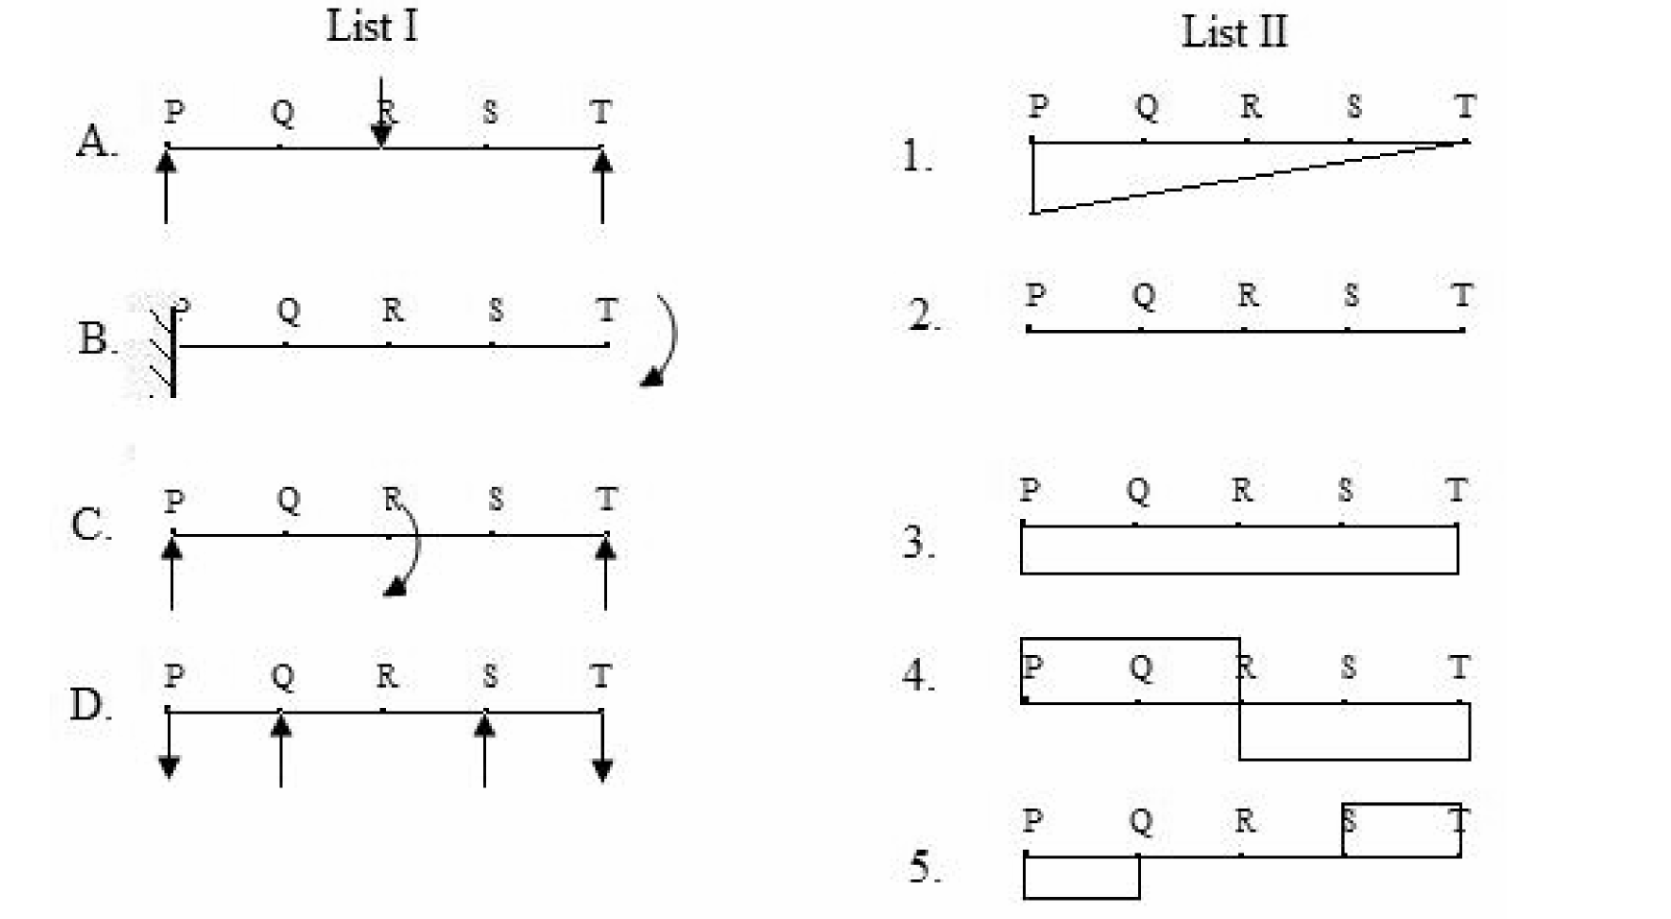 List I
P Q R S T
A.
P Q R S T
B.
P Q R S T
C.
P Q R S T
D.
List II
P Q R S T
1.
P Q R S T
2.
P Q R S T
3.
P Q R S T
4.
P Q R S T
5.